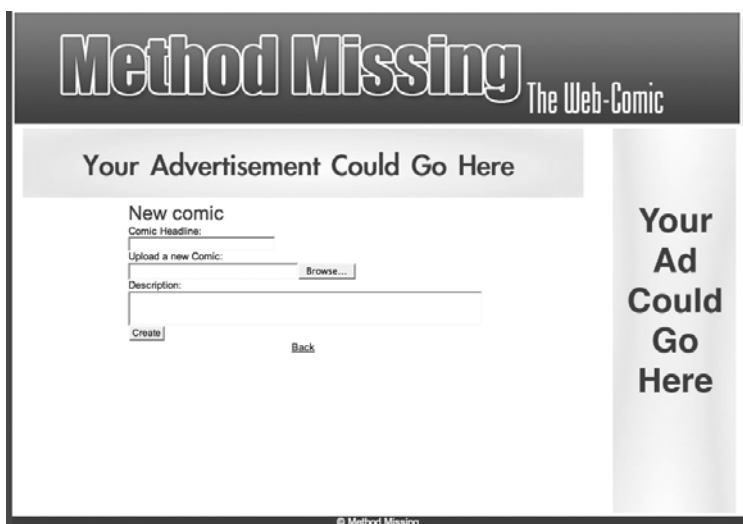 Method Missing
The Web-Comic
Your Advertisement Could Go Here
New comic
Comic Headline:
Upload a new Comic:
Browse...
Description:
Create
Back
Your
Ad
Could
Go
Here
© Method Missing